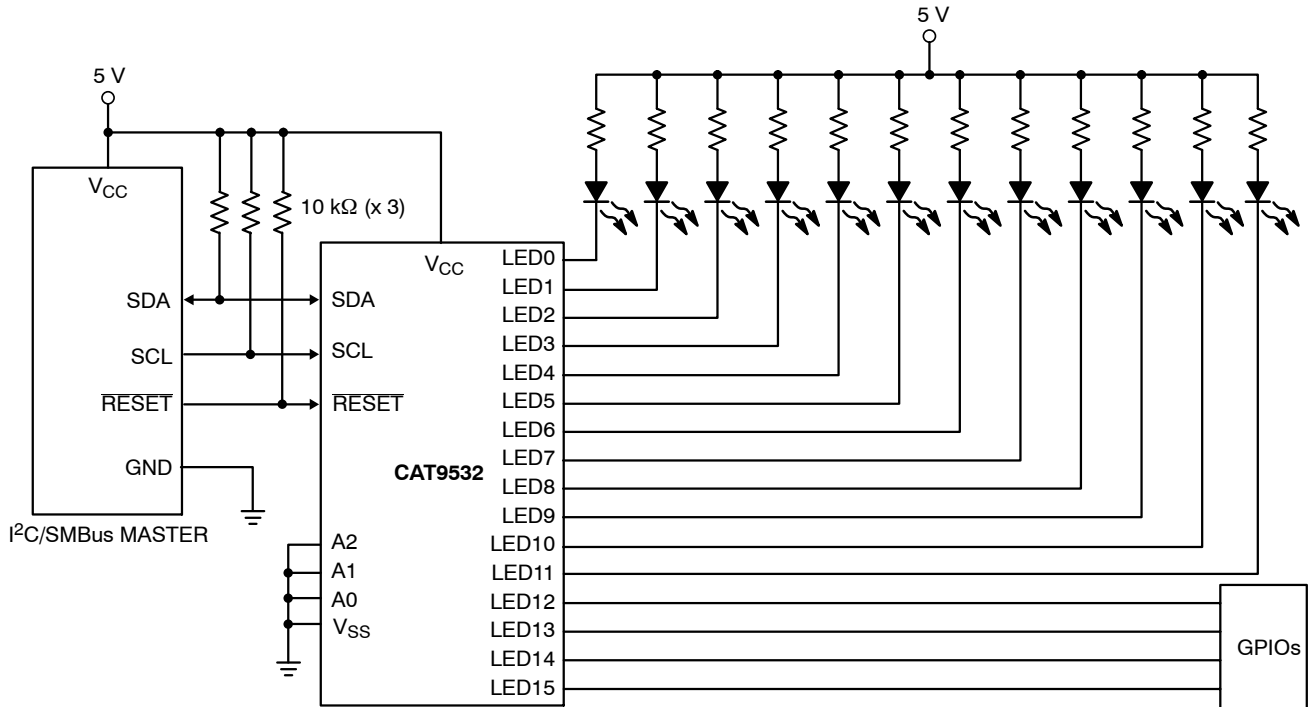 5 V
5 V
V_CC
10 kΩ (x 3)
V_CC
LED0
LED1
LED2
LED3
LED4
LED5
LED6
LED7
LED8
LED9
LED10
LED11
LED12
LED13
LED14
LED15
SDA
SCL
RESET
GND
I²C/SMBus MASTER
SDA
SCL
RESET
CAT9532
A2
A1
A0
V_SS
GPIOs